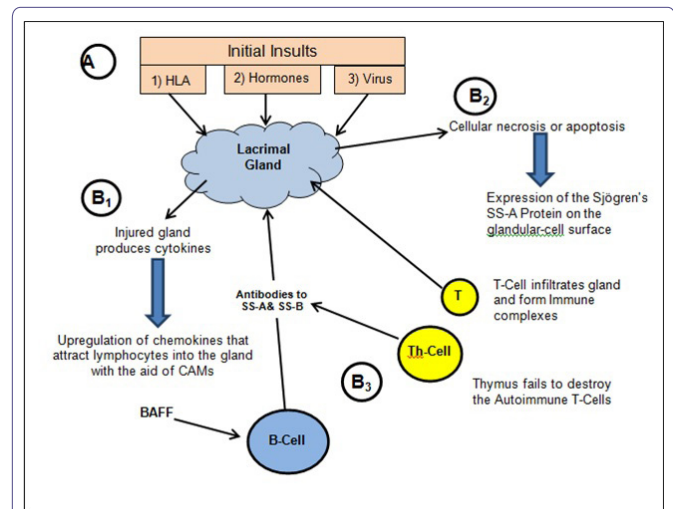 A
Initial Insults
1) HLA
2) Hormones
3) Virus
B2
Cellular necrosis or apoptosis
Lacrimal
Gland
Expression of the Sjögren's
SS-A Protein on the
glandular-cell surface
B1
Injured gland
produces cytokines
T
T-Cell infiltrates gland
and form Immune
complexes
Antibodies to
SS-A& SS-B
Upregulation of chemokines that
attract lymphocytes into the gland
with the aid of CAMs
Th-Cell
B3
Thymus fails to destroy
the Autoimmune T-Cells
BAFF
B-Cell